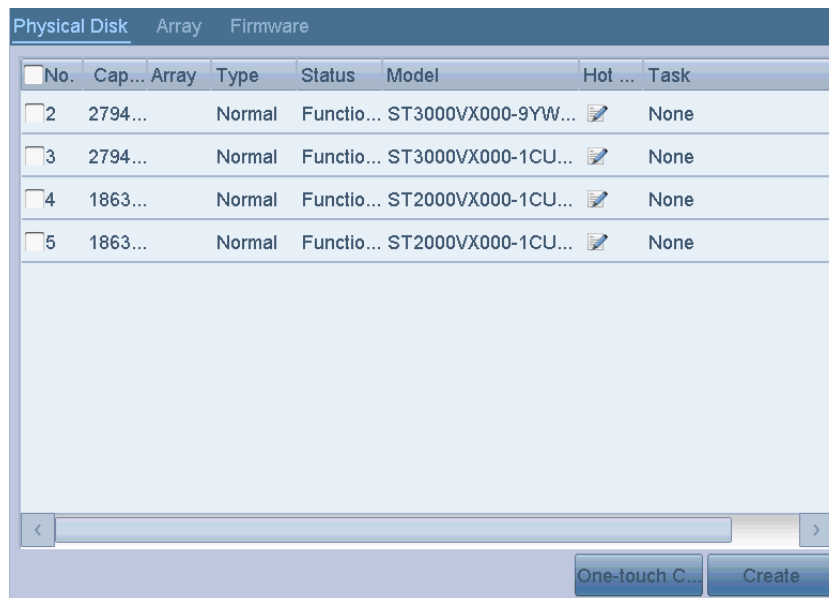 Physical Disk Array Firmware
No. Cap... Array Type Status Model Hot ... Task
2 2794... Normal Functio... ST3000VX000-9YW... None
3 2794... Normal Functio... ST3000VX000-1CU... None
4 1863... Normal Functio... ST2000VX000-1CU... None
5 1863... Normal Functio... ST2000VX000-1CU... None
One-touch C... Create